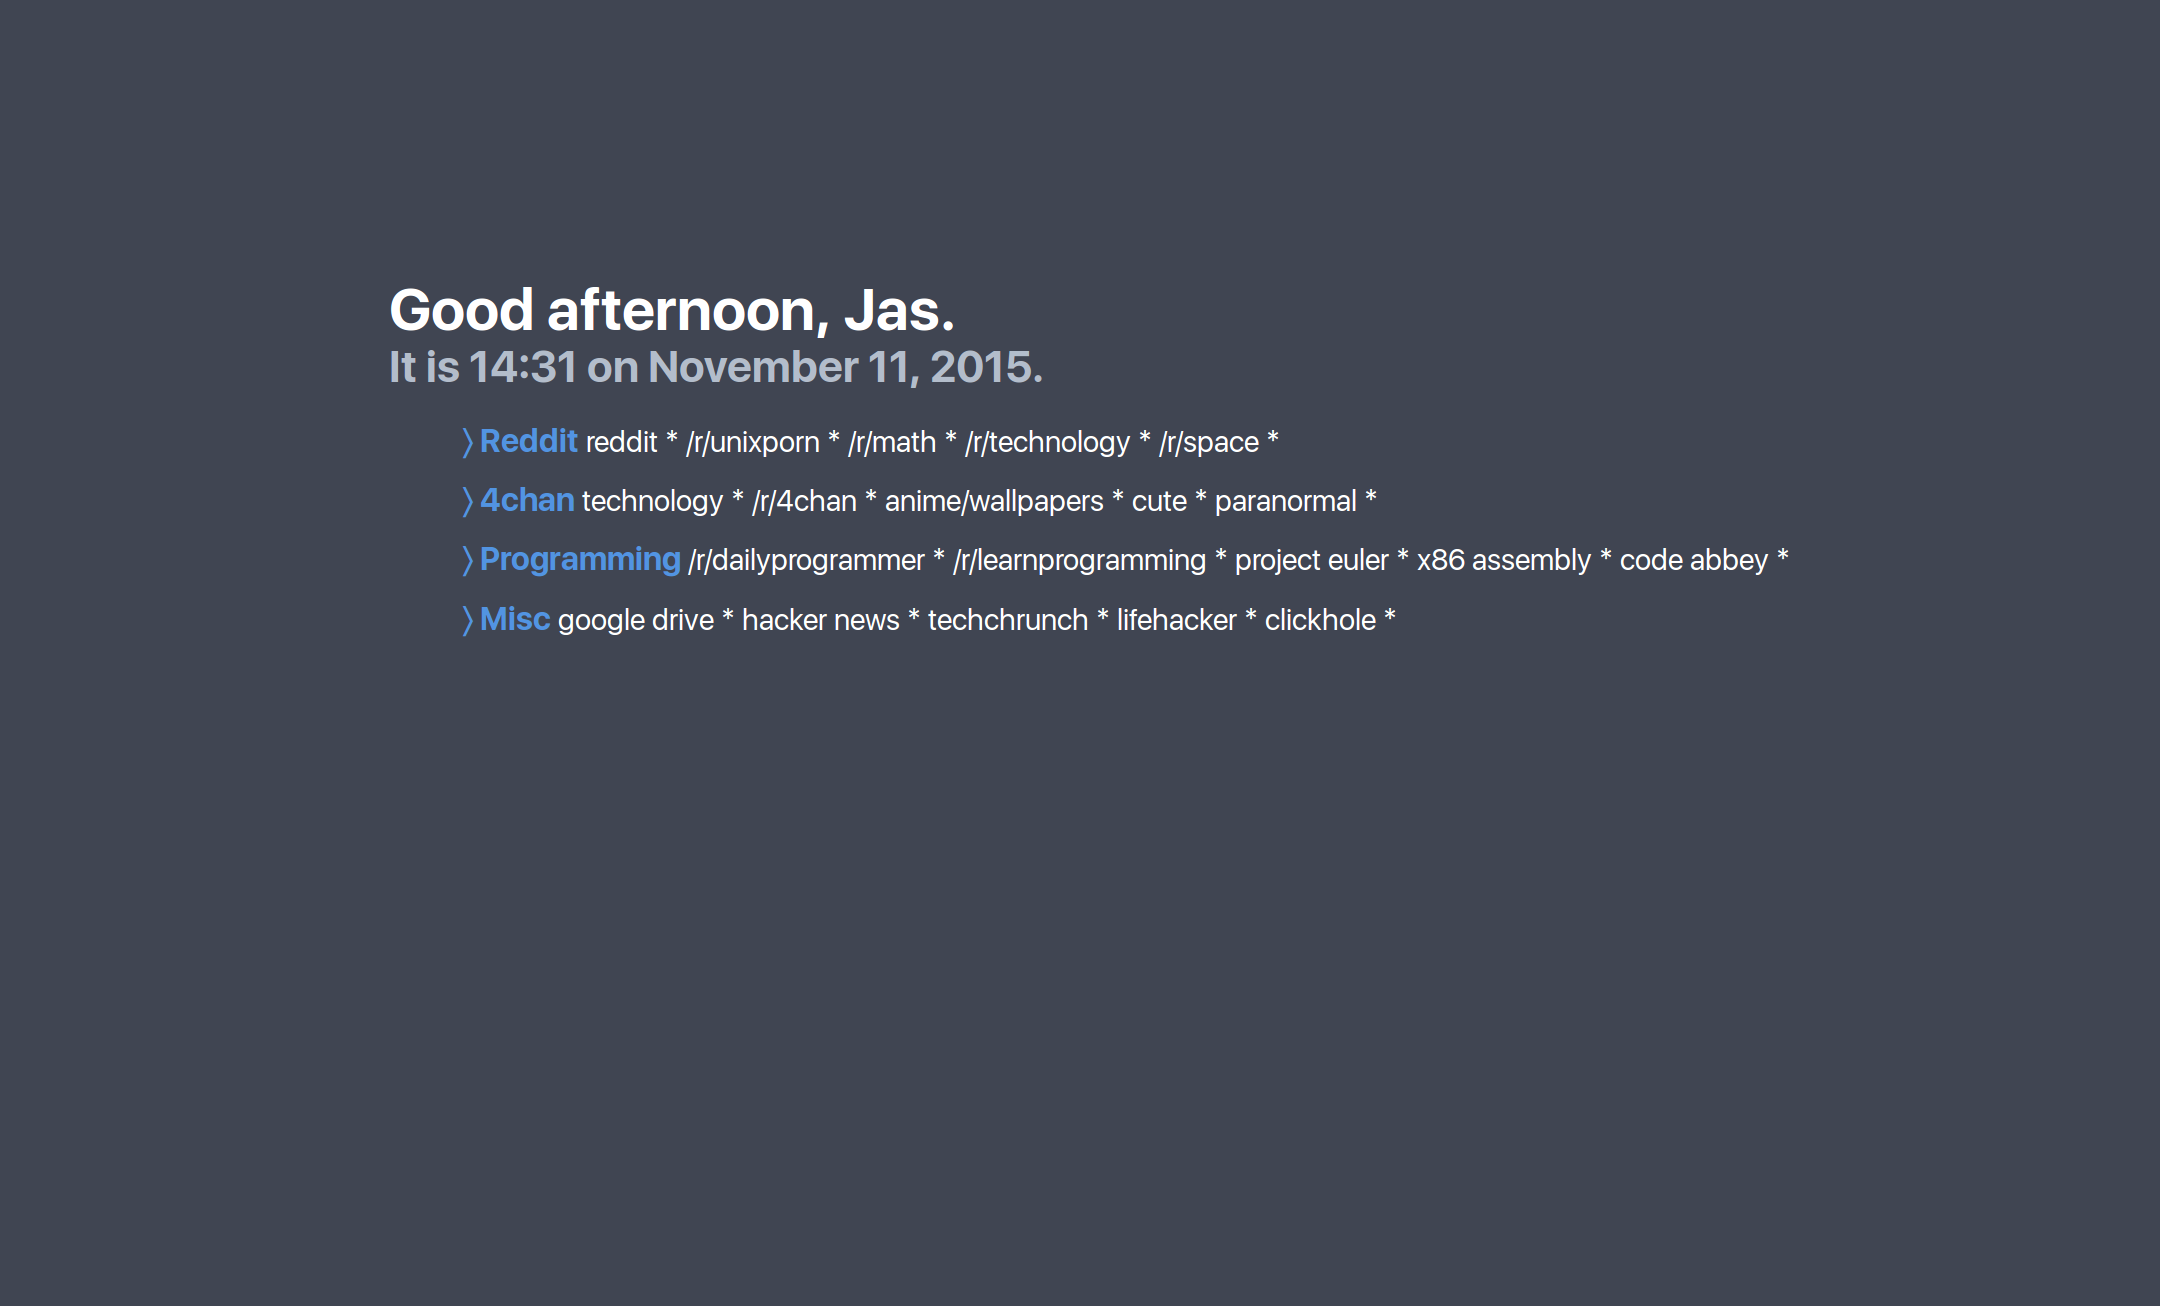 Good afternoon, Jas.
It is 14:31 on November 11, 2015.
〉Reddit reddit * /r/unixporn * /r/math * /r/technology * /r/space *
〉4chan technology * /r/4chan * anime/wallpapers * cute * paranormal *
〉Programming /r/dailyprogrammer * /r/learnprogramming * project euler * x86 assembly * code abbey *
〉Misc google drive * hacker news * techchrunch * lifehacker * clickhole *